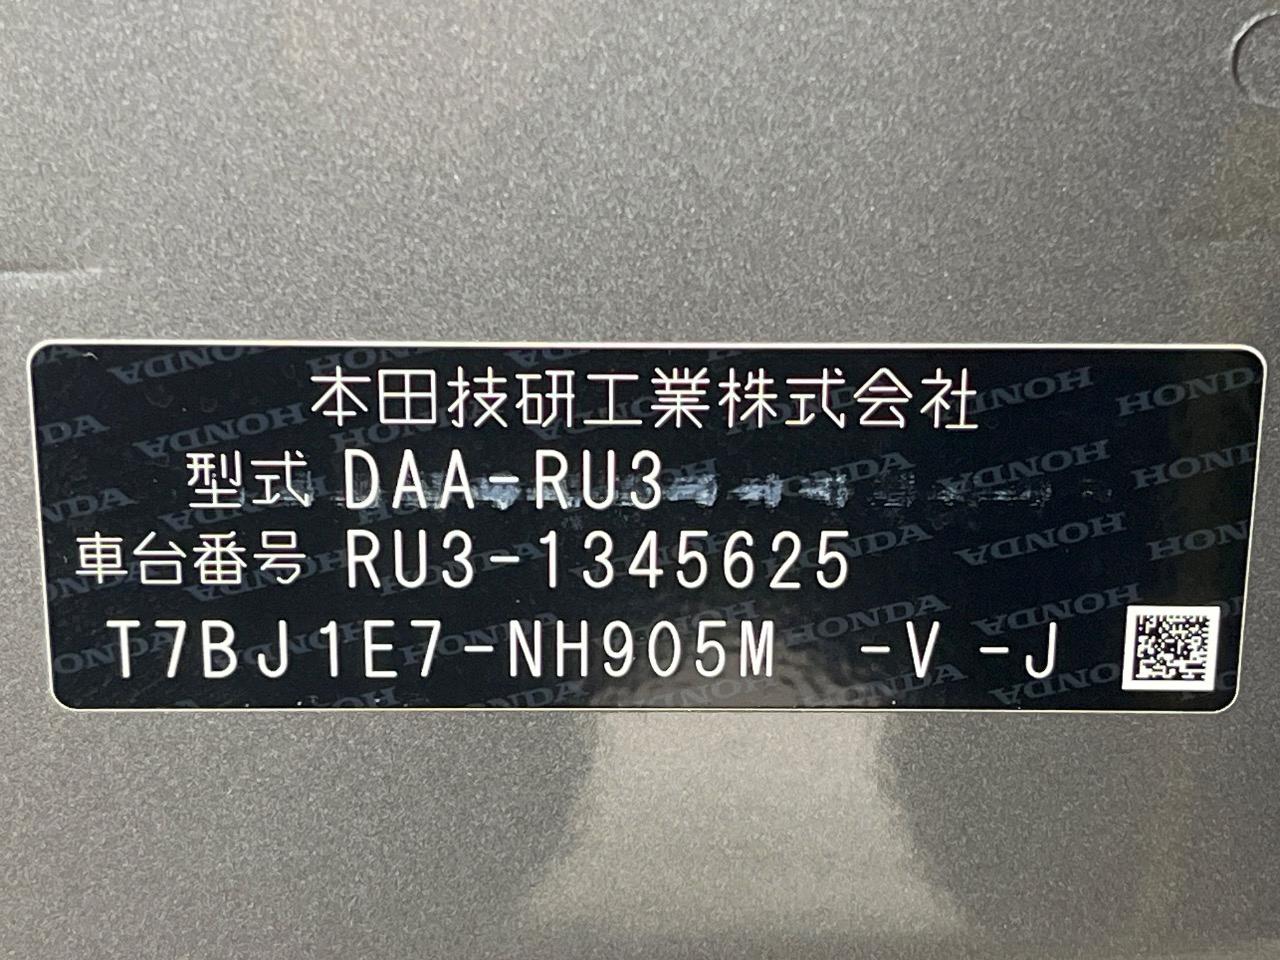 本田技研工業株式会社
型式 DAA-RU3
車台番号 RU3-1345625
T7BJ1E7-NH905M -V -J